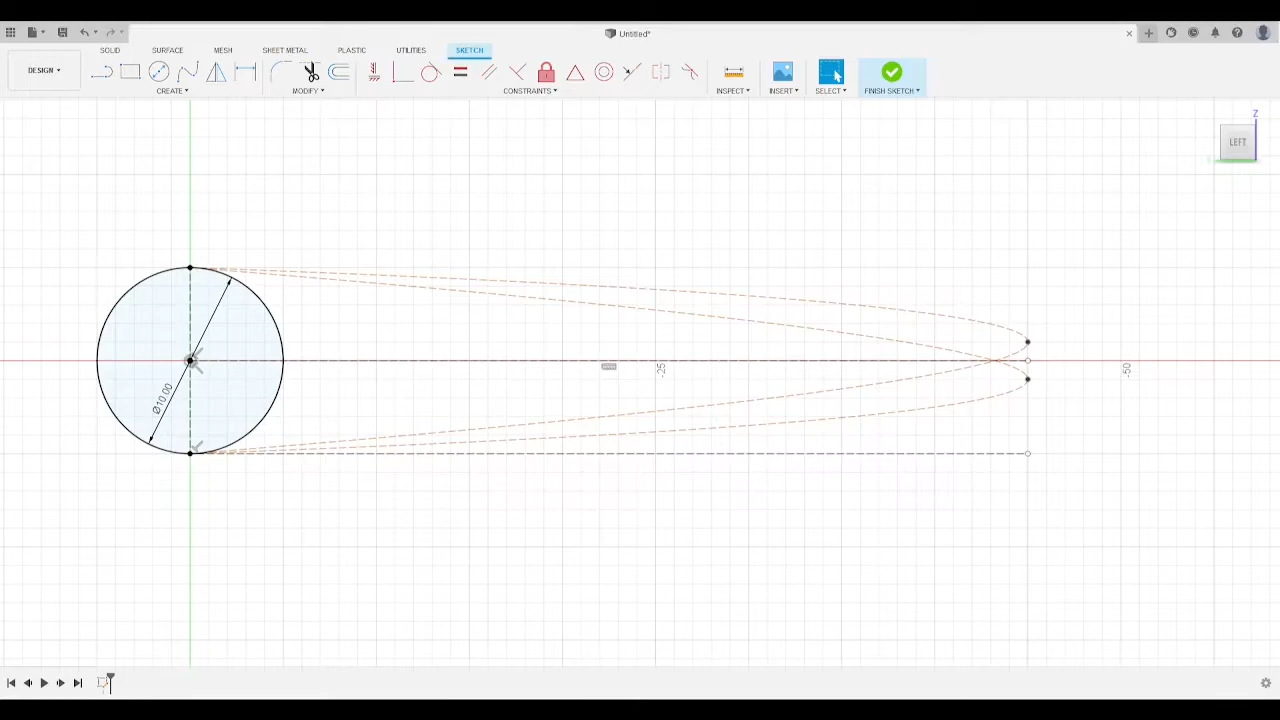 Untitled*
SOLID SURFACE MESH SHEET METAL PLASTIC UTILITIES SKETCH
DESIGN
CREATE MODIFY CONSTRAINTS INSPECT INSERT SELECT FINISH SKETCH
Z
LEFT
Ø10.00
-25
-50